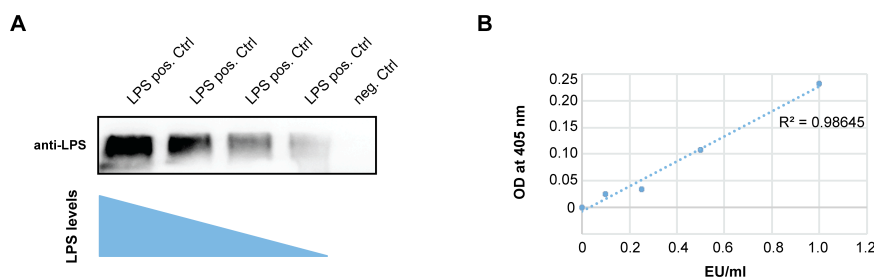 A
LPS pos. Ctrl
LPS pos. Ctrl
LPS pos. Ctrl
LPS pos. Ctrl
neg. Ctrl
anti-LPS
LPS levels
B
OD at 405 nm
0.25
0.20
0.15
0.10
0.05
0
R² = 0.98645
0 0.2 0.4 0.6 0.8 1.0 1.2
EU/ml